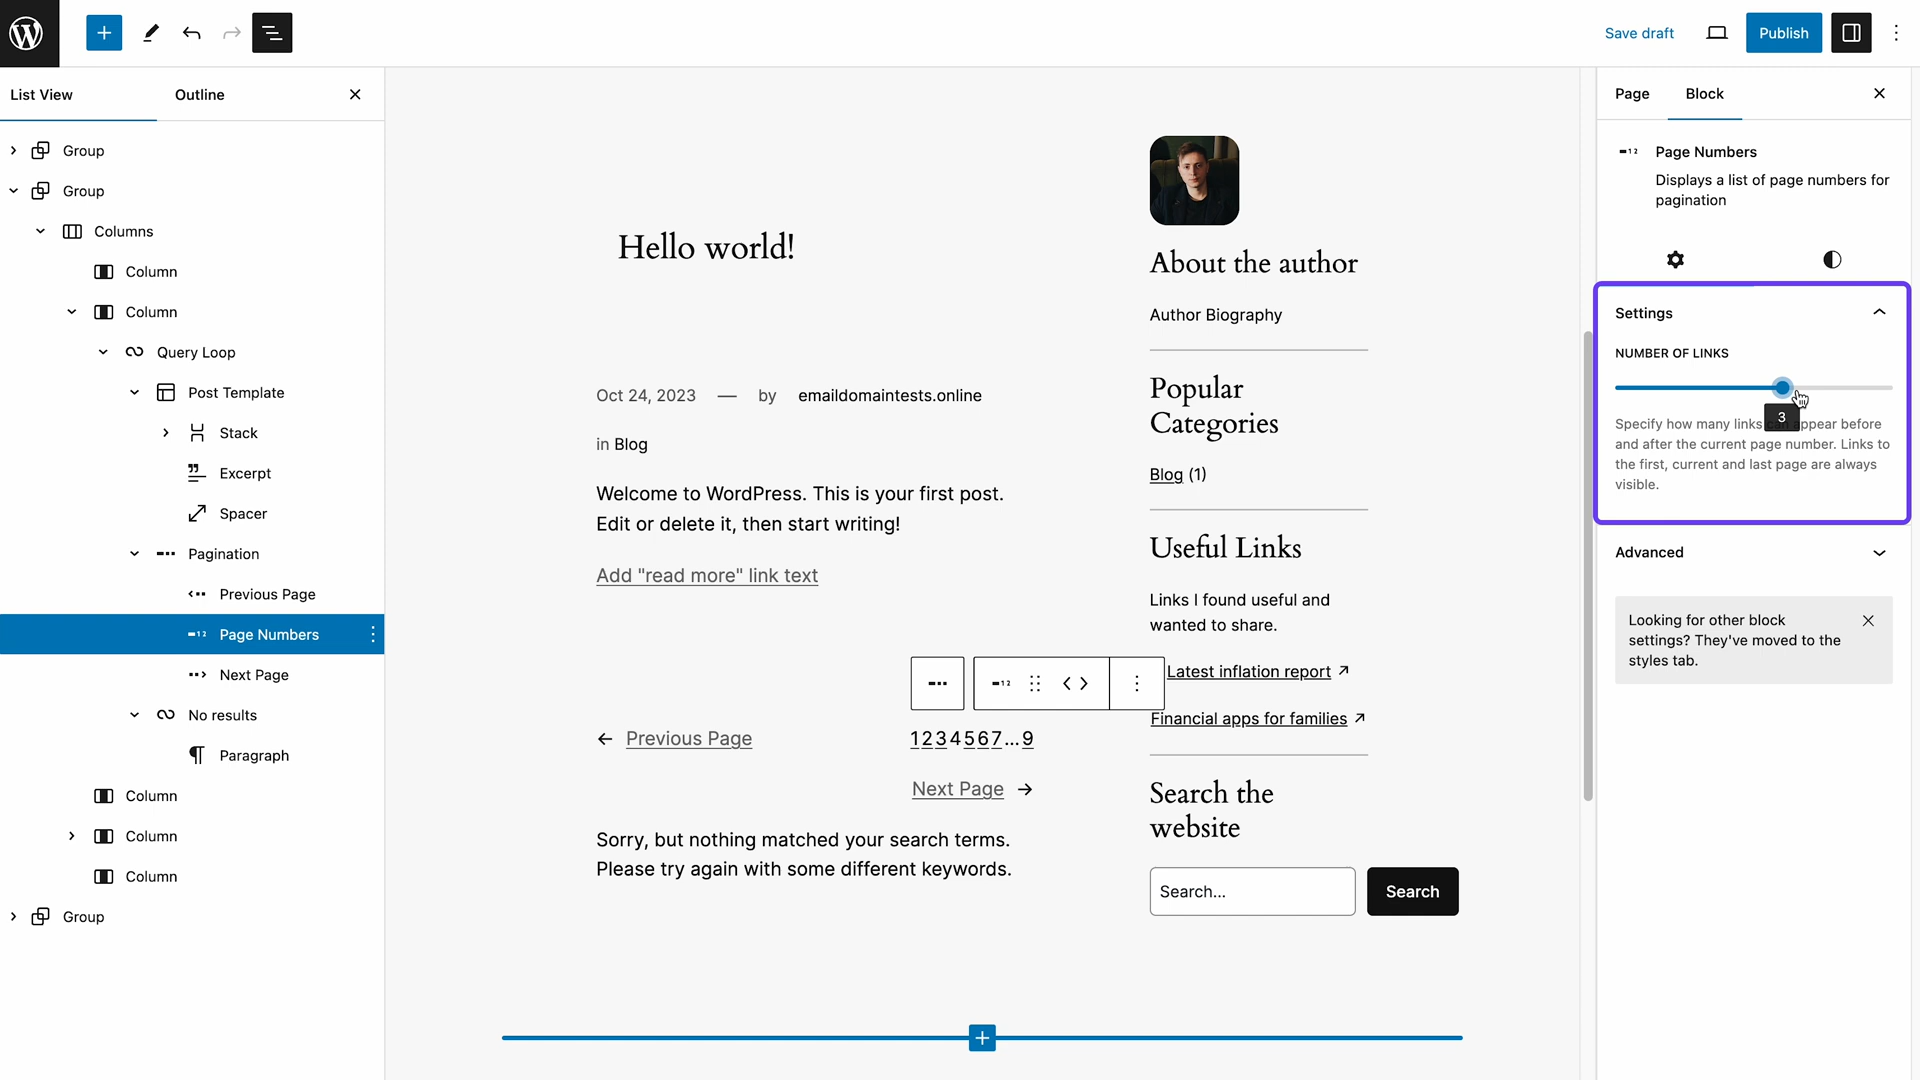 Save draft
Publish
List View
Outline
Group
Group
Columns
Column
Column
Query Loop
Post Template
Stack
Excerpt
Spacer
Pagination
Previous Page
Page Numbers
Next Page
No results
Paragraph
Column
Column
Column
Group
Hello world!
Oct 24, 2023 — by emaildomaintests.online
in Blog
Welcome to WordPress. This is your first post.
Edit or delete it, then start writing!
Add "read more" link text
← Previous Page
1 2 3 4 5 6 7 ... 9
Next Page →
Sorry, but nothing matched your search terms.
Please try again with some different keywords.
About the author
Author Biography
Popular
Categories
Blog (1)
Useful Links
Links I found useful and
wanted to share.
Latest inflation report ↗
Financial apps for families ↗
Search the
website
Search...
Search
Page
Block
Page Numbers
Displays a list of page numbers for
pagination
Settings
NUMBER OF LINKS
3
Specify how many links appear before
and after the current page number. Links to
the first, current and last page are always
visible.
Advanced
Looking for other block
settings? They've moved to the
styles tab.